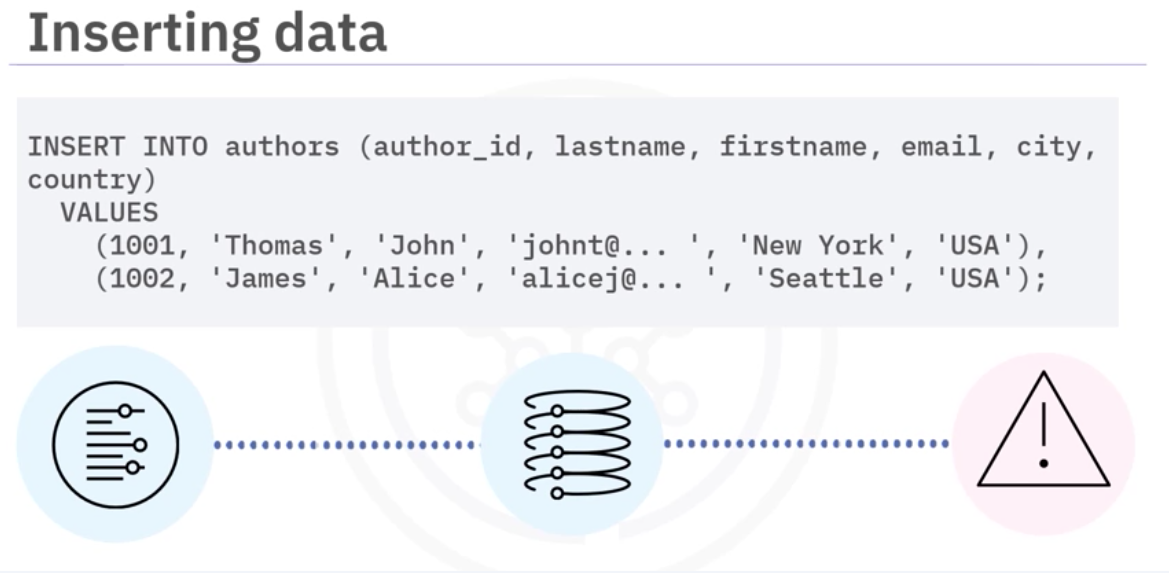 Inserting data
INSERT INTO authors (author_id, lastname, firstname, email, city,
country)
VALUES
(1001, 'Thomas', 'John', 'johnt@... ', 'New York', 'USA'),
(1002, 'James', 'Alice', 'alicej@... ', 'Seattle', 'USA');